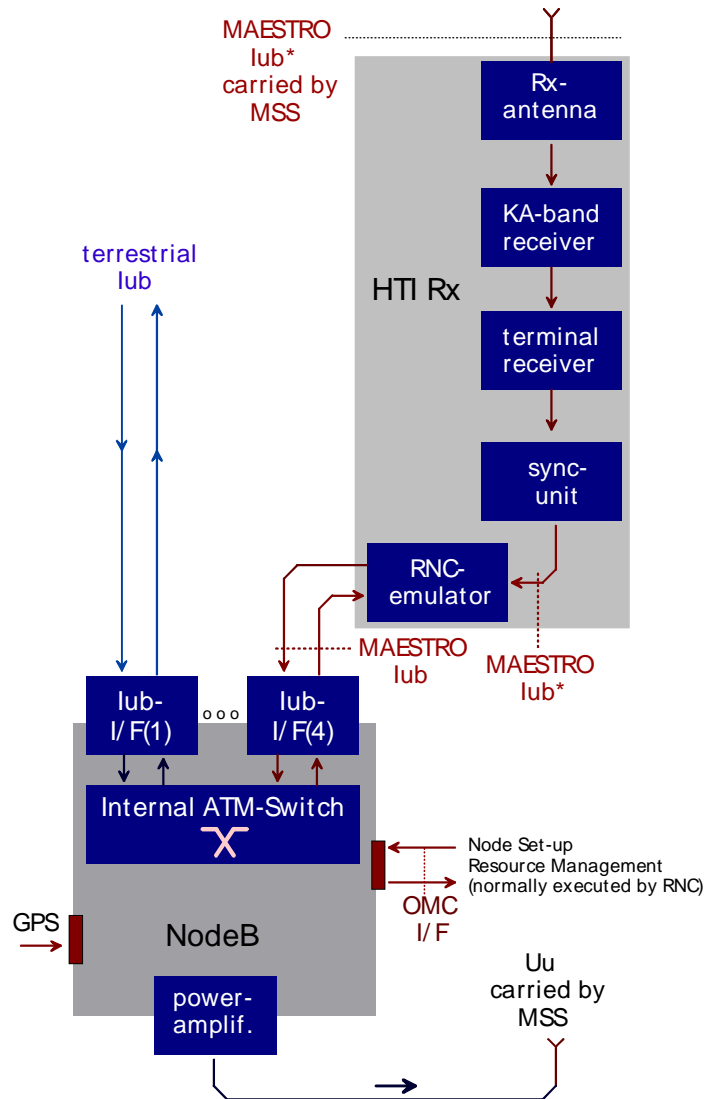 MAESTRO
Iub*
carried by
MSS
Rx-
antenna
KA-band
receiver
terrestrial
Iub
HTI Rx
terminal
receiver
sync-
unit
RNC-
emulator
MAESTRO
Iub
MAESTRO
Iub*
Iub-
I/F(1)
o o o
Iub-
I/F(4)
Internal ATM-Switch
Node Set-up
Resource Management
(normally executed by RNC)
OMC
I/F
GPS
NodeB
Uu
carried by
MSS
power-
amplif.